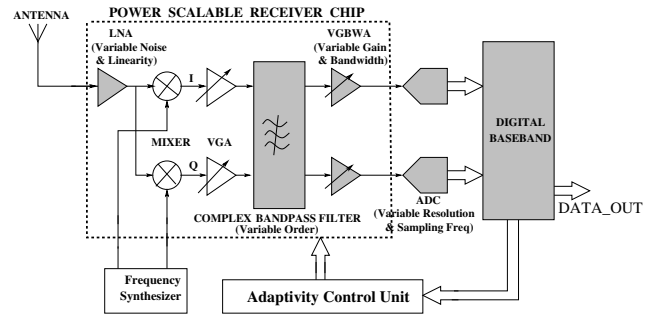 POWER SCALABLE RECEIVER CHIP
ANTENNA
LNA
(Variable Noise
& Linearity)
VGBWA
(Variable Gain
& Bandwidth)
I
MIXER
VGA
Q
DIGITAL
BASEBAND
COMPLEX BANDPASS FILTER
(Variable Order)
ADC
(Variable Resolution
& Sampling Freq)
DATA_OUT
Frequency
Synthesizer
Adaptivity Control Unit